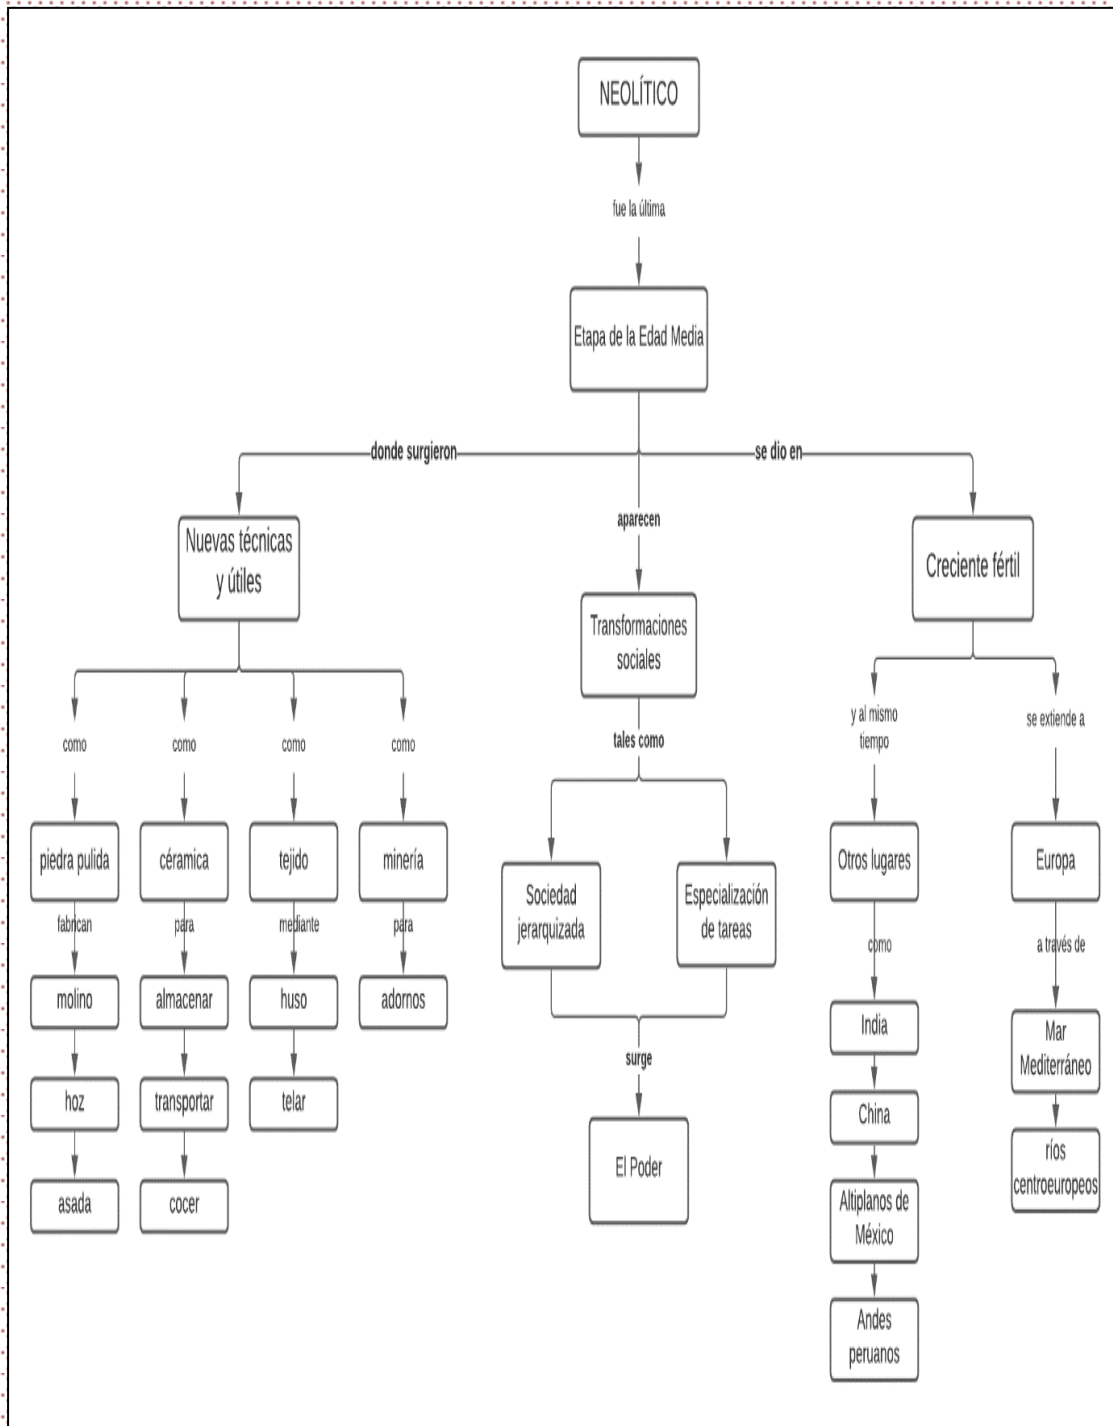 NEOLÍTICO
fue la última
Etapa de la Edad Media
donde surgieron
se dio en
aparecen
Nuevas técnicas
y útiles
Transformaciones
sociales
Creciente fértil
como
como
como
como
tales como
y al mismo
tiempo
se extiende a
piedra pulida
céramica
tejido
minería
Sociedad
jerarquizada
Especialización
de tareas
Otros lugares
Europa
fabrican
para
mediante
para
como
a través de
molino
almacenar
huso
adornos
India
Mar
Mediterráneo
hoz
transportar
telar
surge
China
ríos
centroeuropeos
asada
cocer
El Poder
Altiplanos de
México
Andes
peruanos